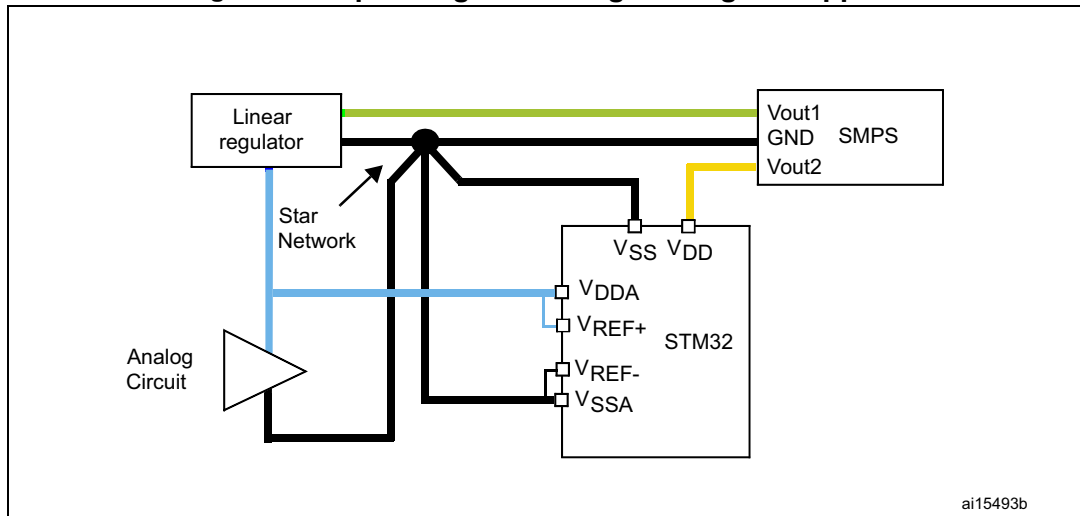 Linear
regulator
Vout1
GND
SMPS
Vout2
Star
Network
VSS
VDD
VDDA
VREF+
STM32
VREF-
VSSA
Analog
Circuit
ai15493b